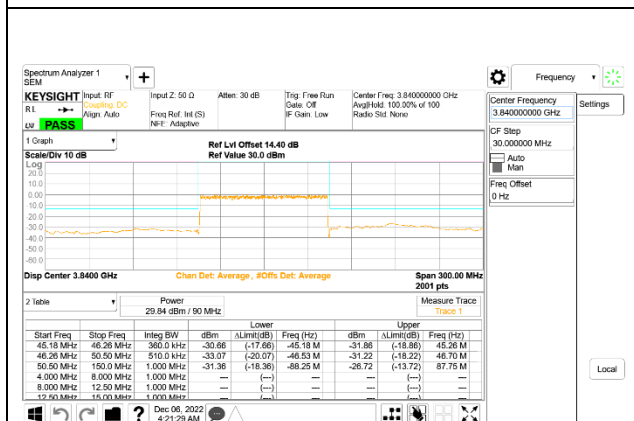 Spectrum Analyzer 1
SEM
Frequency
KEYSIGHT Input: RF Input Z: 50 Ω Atten: 30 dB Trig: Free Run Center Freq: 3.840000000 GHz
R L Coupling: DC Gate: Off Avg|Hold: 100.00% of 100
Align: Auto Freq Ref: Int (S) IF Gain: Low Radio Std: None
NFE: Adaptive
PASS
Center Frequency
3.84000000 GHz
Settings
CF Step
30.000000 MHz
Auto
Man
Freq Offset
0 Hz
1 Graph
Ref Lvl Offset 14.40 dB
Scale/Div 10 dB Ref Value 30.0 dBm
Log
20.0
10.0
0.00
-10.0
-20.0
-30.0
-40.0
-50.0
-60.0
Disp Center 3.8400 GHz Chan Det: Average , #Offs Det: Average Span 300.00 MHz
2001 pts
2 Table Power Measure Trace
29.84 dBm / 90 MHz Trace 1
Lower Upper
Start Freq Stop Freq Integ BW dBm ΔLimit(dB) Freq (Hz) dBm ΔLimit(dB) Freq (Hz)
45.18 MHz 46.26 MHz 360.0 kHz -30.66 (-17.66) -45.18 M -31.86 (-18.86) 45.26 M
46.26 MHz 50.50 MHz 510.0 kHz -33.07 (-20.07) -46.53 M -31.22 (-18.22) 46.70 M
50.50 MHz 150.0 MHz 1.000 MHz -31.36 (-18.36) -88.25 M -26.72 (-13.72) 87.75 M
4.000 MHz 8.000 MHz 1.000 MHz --- (---) --- --- (---) ---
8.000 MHz 12.50 MHz 1.000 MHz --- (---) --- --- (---) ---
12.50 MHz 15.00 MHz 1.000 MHz --- (---) --- --- (---) ---
Local
? Dec 06, 2022
4:21:29 AM